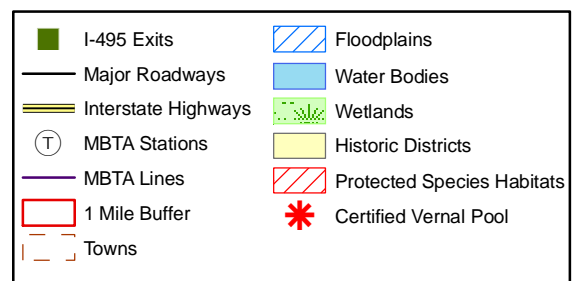 I-495 Exits
Major Roadways
Interstate Highways
T MBTA Stations
MBTA Lines
1 Mile Buffer
Towns
Floodplains
Water Bodies
Wetlands
Historic Districts
Protected Species Habitats
Certified Vernal Pool